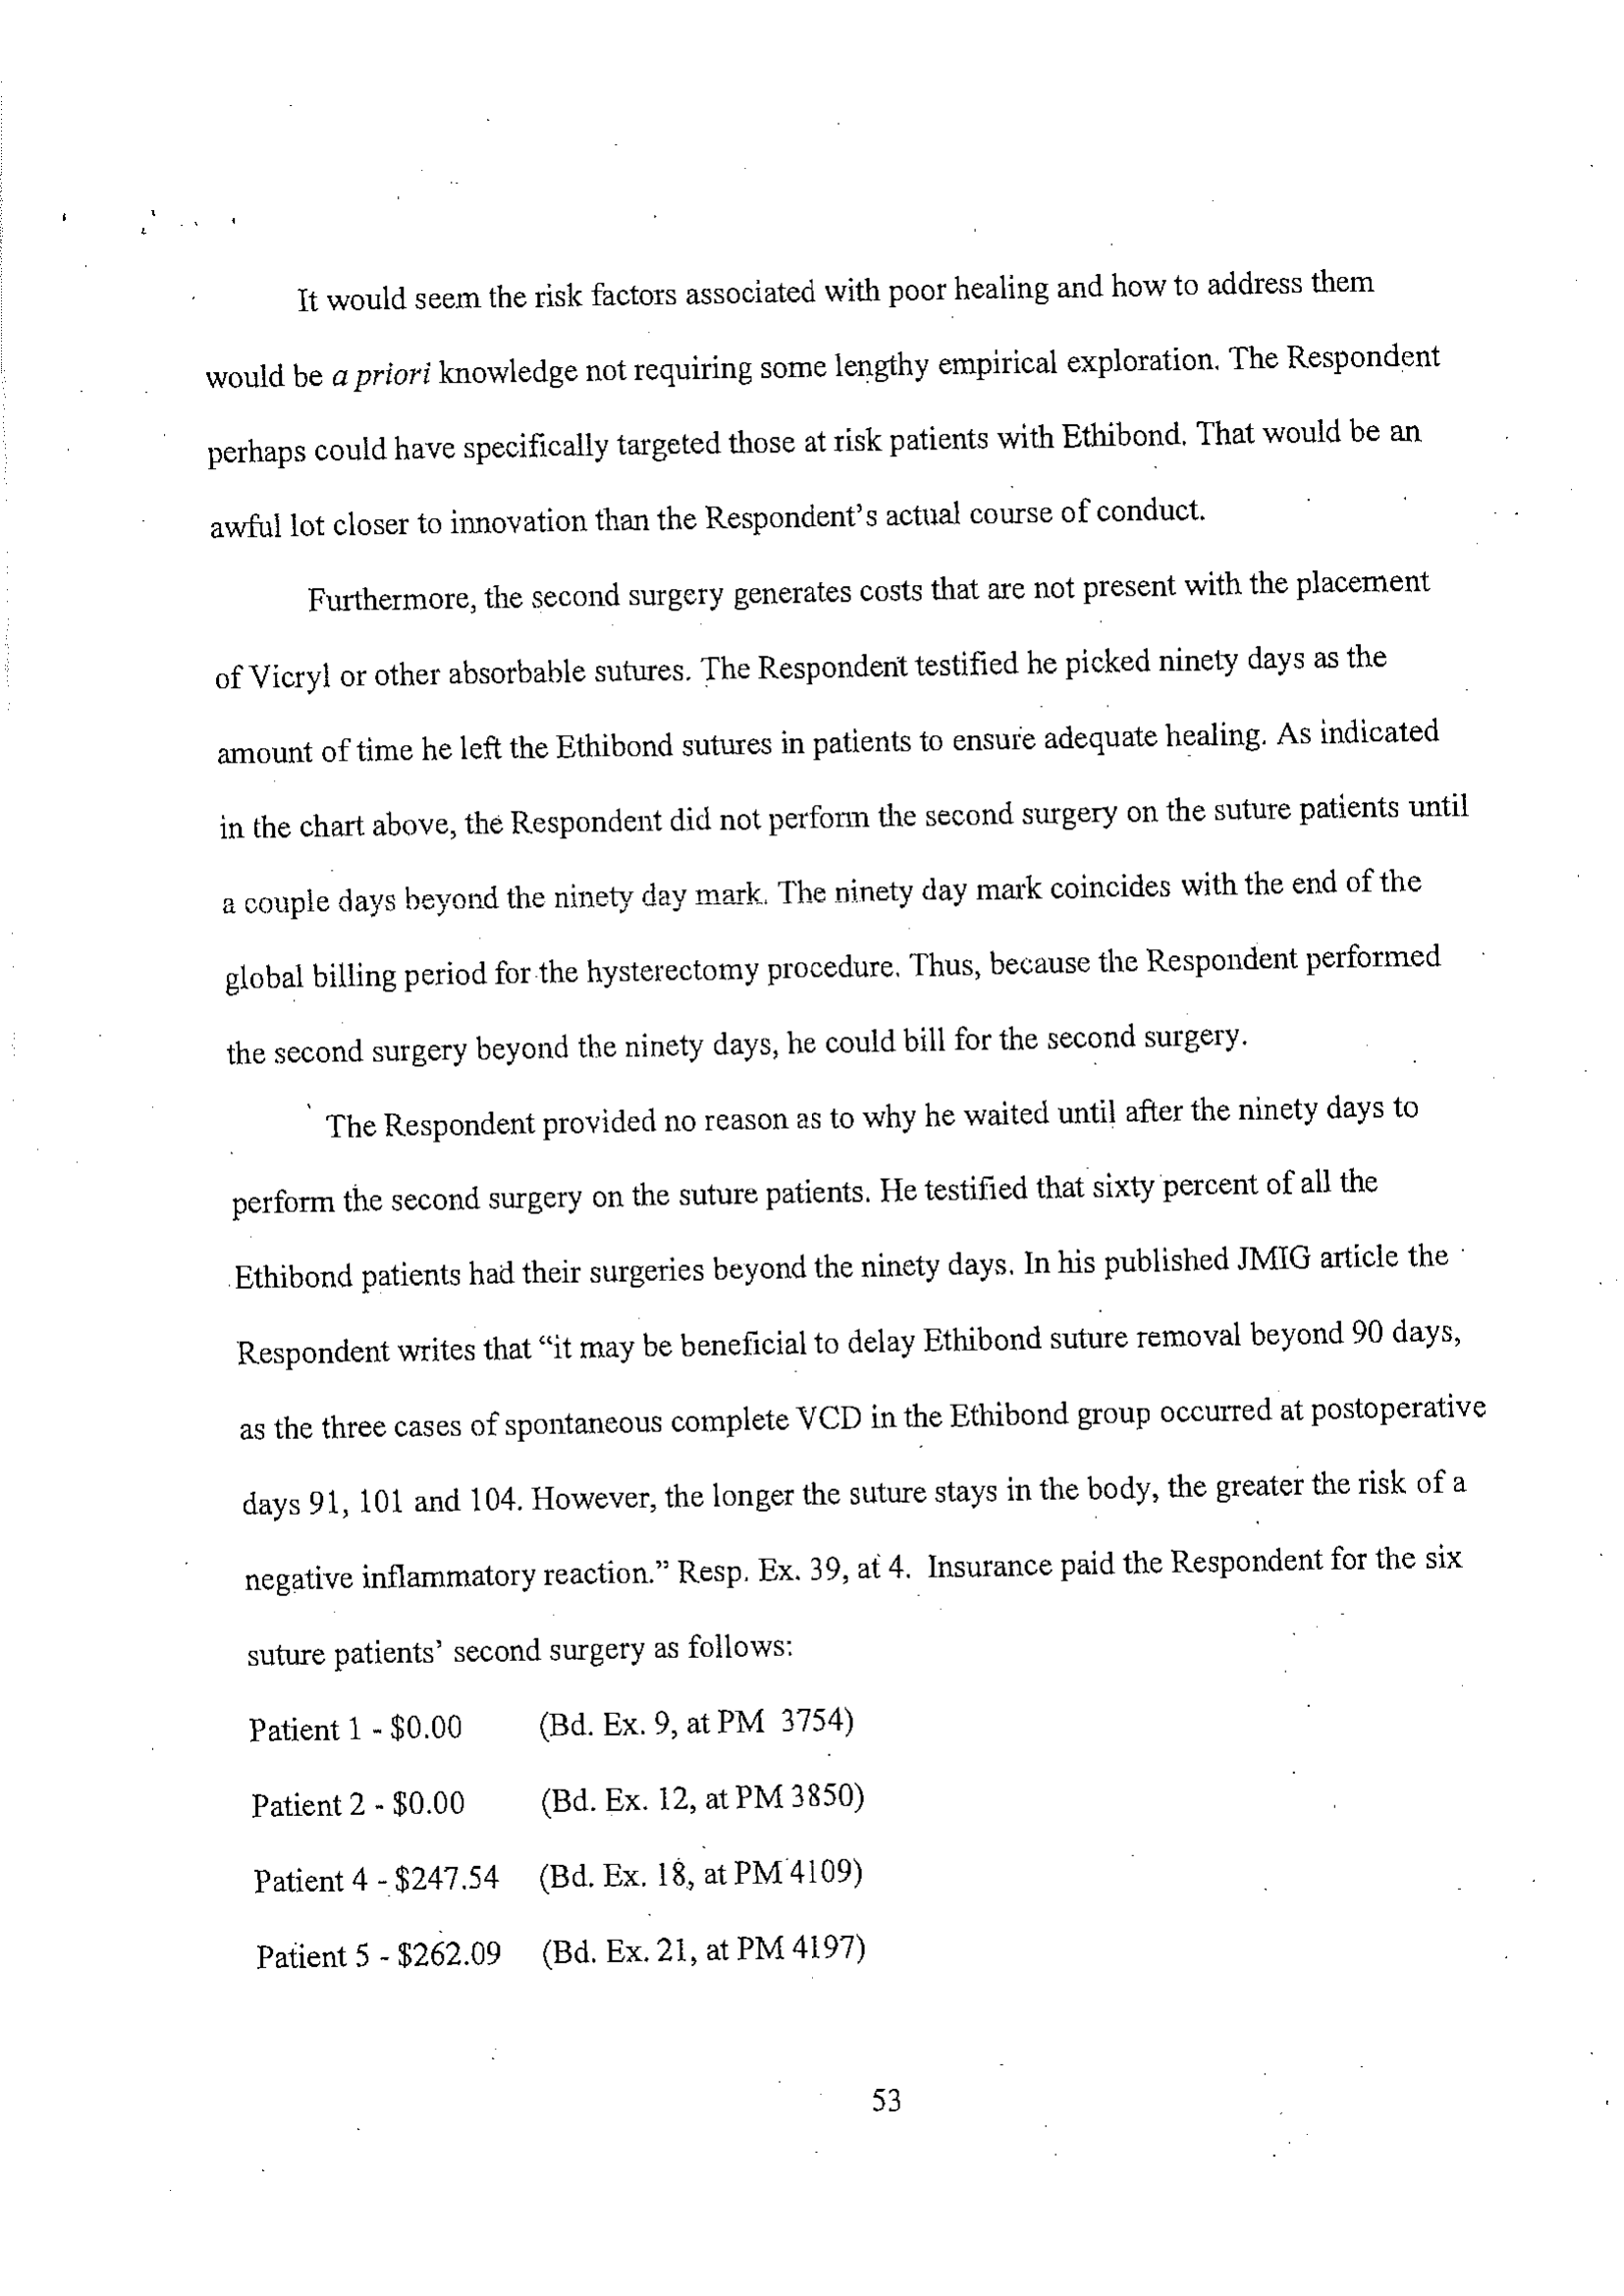 It would seem the risk factors associated with poor healing and how to address them
would be a priori knowledge not requiring some lengthy empirical exploration. The Respondent
perhaps could have specifically targeted those at risk patients with Ethibond. That would be an
awful lot closer to innovation than the Respondent's actual course of conduct.
Furthermore, the second surgery generates costs that are not present with the placement
of Vicryl or other absorbable sutures. The Respondent testified he picked ninety days as the
amount of time he left the Ethibond sutures in patients to ensure adequate healing. As indicated
in the chart above, the Respondent did not perform the second surgery on the suture patients until
a couple days beyond the ninety day mark. The ninety day mark coincides with the end of the
global billing period for the hysterectomy procedure. Thus, because the Respondent performed
the second surgery beyond the ninety days, he could bill for the second surgery.
The Respondent provided no reason as to why he waited until after the ninety days to
perform the second surgery on the suture patients. He testified that sixty percent of all the
Ethibond patients had their surgeries beyond the ninety days. In his published JMIG article the
Respondent writes that “it may be beneficial to delay Ethibond suture removal beyond 90 days,
as the three cases of spontaneous complete VCD in the Ethibond group occurred at postoperative
days 91, 101 and 104. However, the longer the suture stays in the body, the greater the risk of a
negative inflammatory reaction.” Resp. Ex. 39, at 4. Insurance paid the Respondent for the six
suture patients' second surgery as follows:
Patient 1 - $0.00 (Bd. Ex. 9, at PM 3754)
Patient 2 - $0.00 (Bd. Ex. 12, at PM 3850)
Patient 4 - $247.54 (Bd. Ex. 18, at PM 4109)
Patient 5 - $262.09 (Bd. Ex. 21, at PM 4197)
53